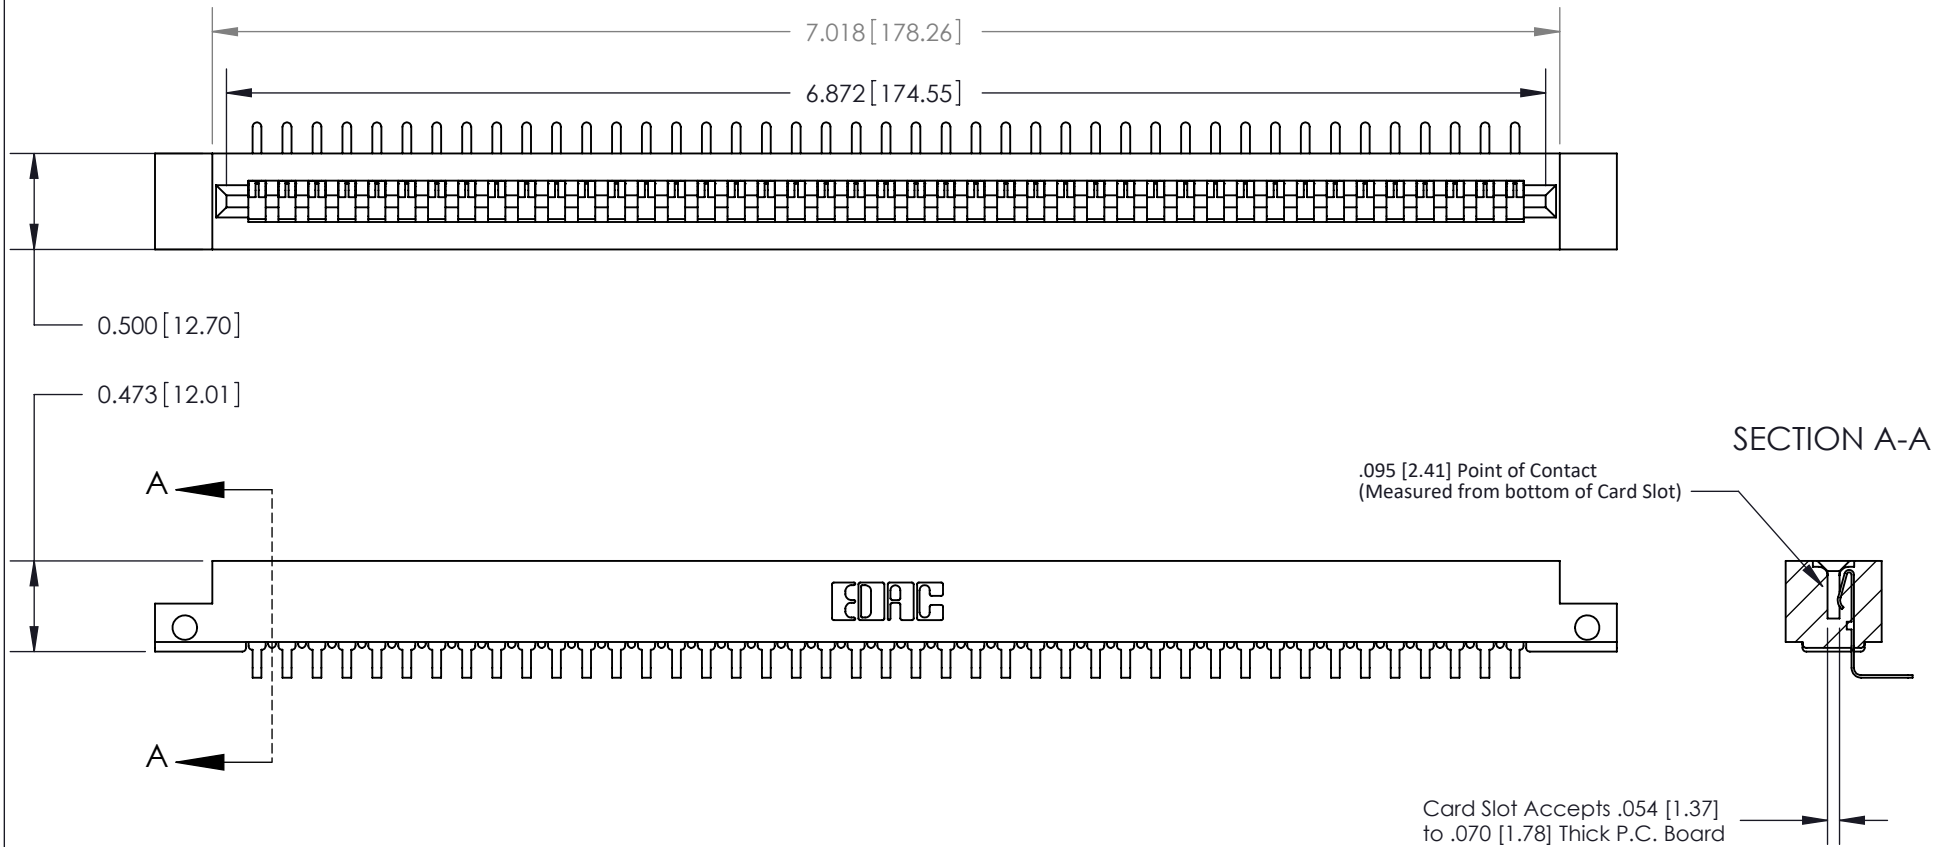 7.018[178.26]
6.872[174.55]
0.500[12.70]
0.473[12.01]
SECTION A-A
.095 [2.41] Point of Contact
(Measured from bottom of Card Slot)
A
EDAC
A
Card Slot Accepts .054 [1.37]
to .070 [1.78] Thick P.C. Board